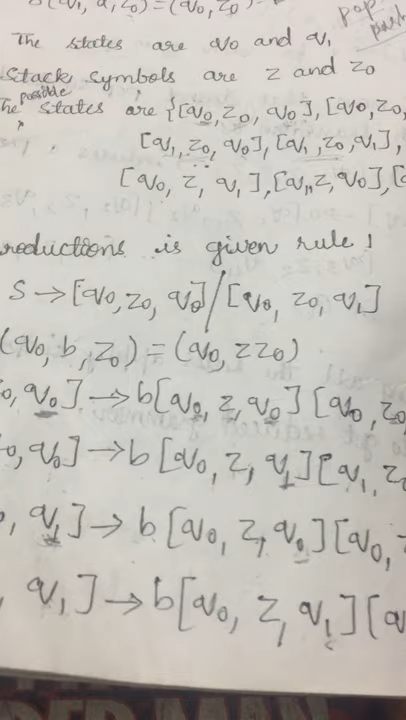 δ(q1, a, z0) = (q0, z0)
pop
push
The states are q0 and q1
Stack symbols are z and z0
The possible states are {[q0, z0, q0], [q0, z0,
[q1, z0, q0], [q1, z0, q1],
[q0, z, q1], [q1, z, q0], [
roductions is given rule 1
S → [q0, z0, q0] / [q0, z0, q1]
(q0, b, z0) = (q0, zz0)
0, q0] → b[q0, z, q0] [q0, z0
0, q0] → b [q0, z, q1] [q1, z
, q1] → b [q0, z, q0] [q0,
, q1] → b[q0, z, q1] [q